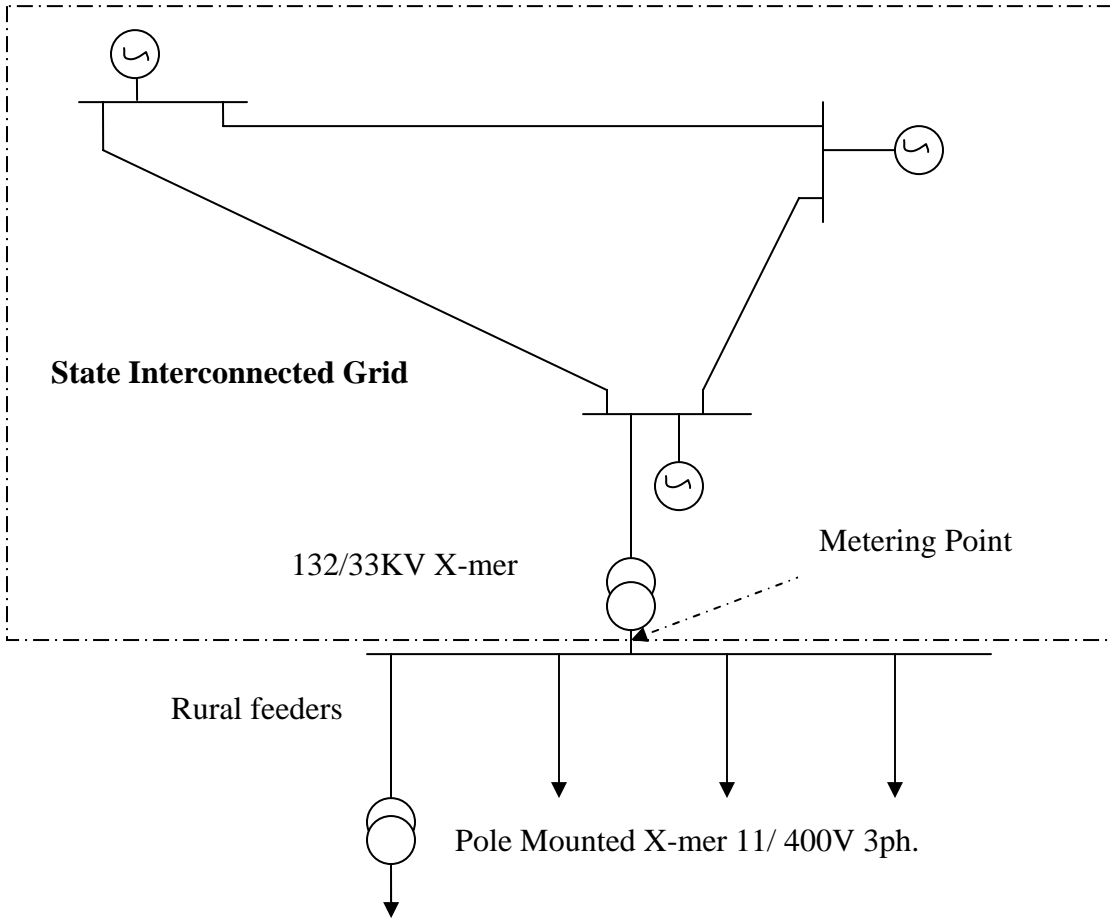 State Interconnected Grid
Metering Point
132/33KV X-mer
Rural feeders
Pole Mounted X-mer 11/ 400V 3ph.